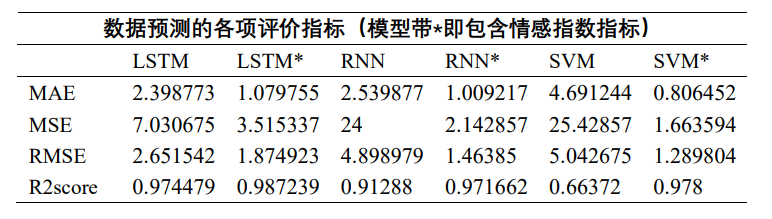 数据预测的各项评价指标（模型带*即包含情感指数指标）
LSTM LSTM* RNN RNN* SVM SVM*
MAE 2.398773 1.079755 2.539877 1.009217 4.691244 0.806452
MSE 7.030675 3.515337 24 2.142857 25.42857 1.663594
RMSE 2.651542 1.874923 4.898979 1.46385 5.042675 1.289804
R2score 0.974479 0.987239 0.91288 0.971662 0.66372 0.978